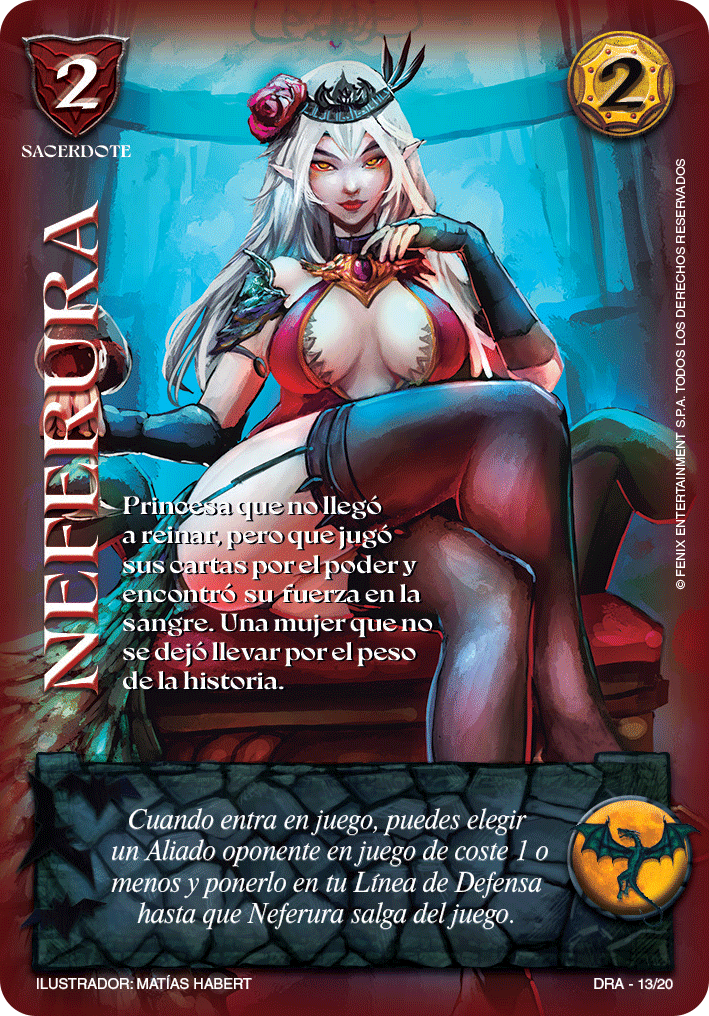 2
SACERDOTE
2
NEFERURA
© FENIX ENTERTAINMENT S.P.A. TODOS LOS DERECHOS RESERVADOS
Princesa que no llegó
a reinar, pero que jugó
sus cartas por el poder y
encontró su fuerza en la
sangre. Una mujer que no
se dejó llevar por el peso
de la historia.
Cuando entra en juego, puedes elegir
un Aliado oponente en juego de coste 1 o
menos y ponerlo en tu Línea de Defensa
hasta que Neferura salga del juego.
ILUSTRADOR: MATÍAS HABERT
DRA - 13/20